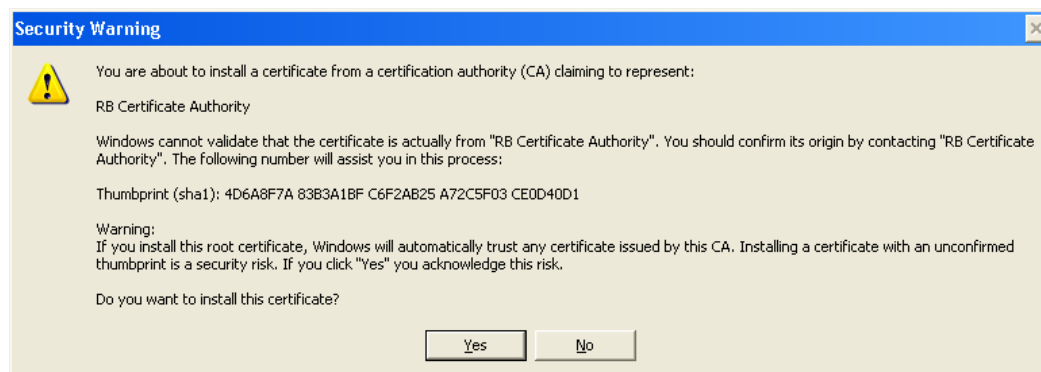 Security Warning
You are about to install a certificate from a certification authority (CA) claiming to represent:
RB Certificate Authority
Windows cannot validate that the certificate is actually from "RB Certificate Authority". You should confirm its origin by contacting "RB Certificate
Authority". The following number will assist you in this process:
Thumbprint (sha1): 4D6A8F7A 83B3A1BF C6F2AB25 A72C5F03 CE0D40D1
Warning:
If you install this root certificate, Windows will automatically trust any certificate issued by this CA. Installing a certificate with an unconfirmed
thumbprint is a security risk. If you click "Yes" you acknowledge this risk.
Do you want to install this certificate?
Yes No